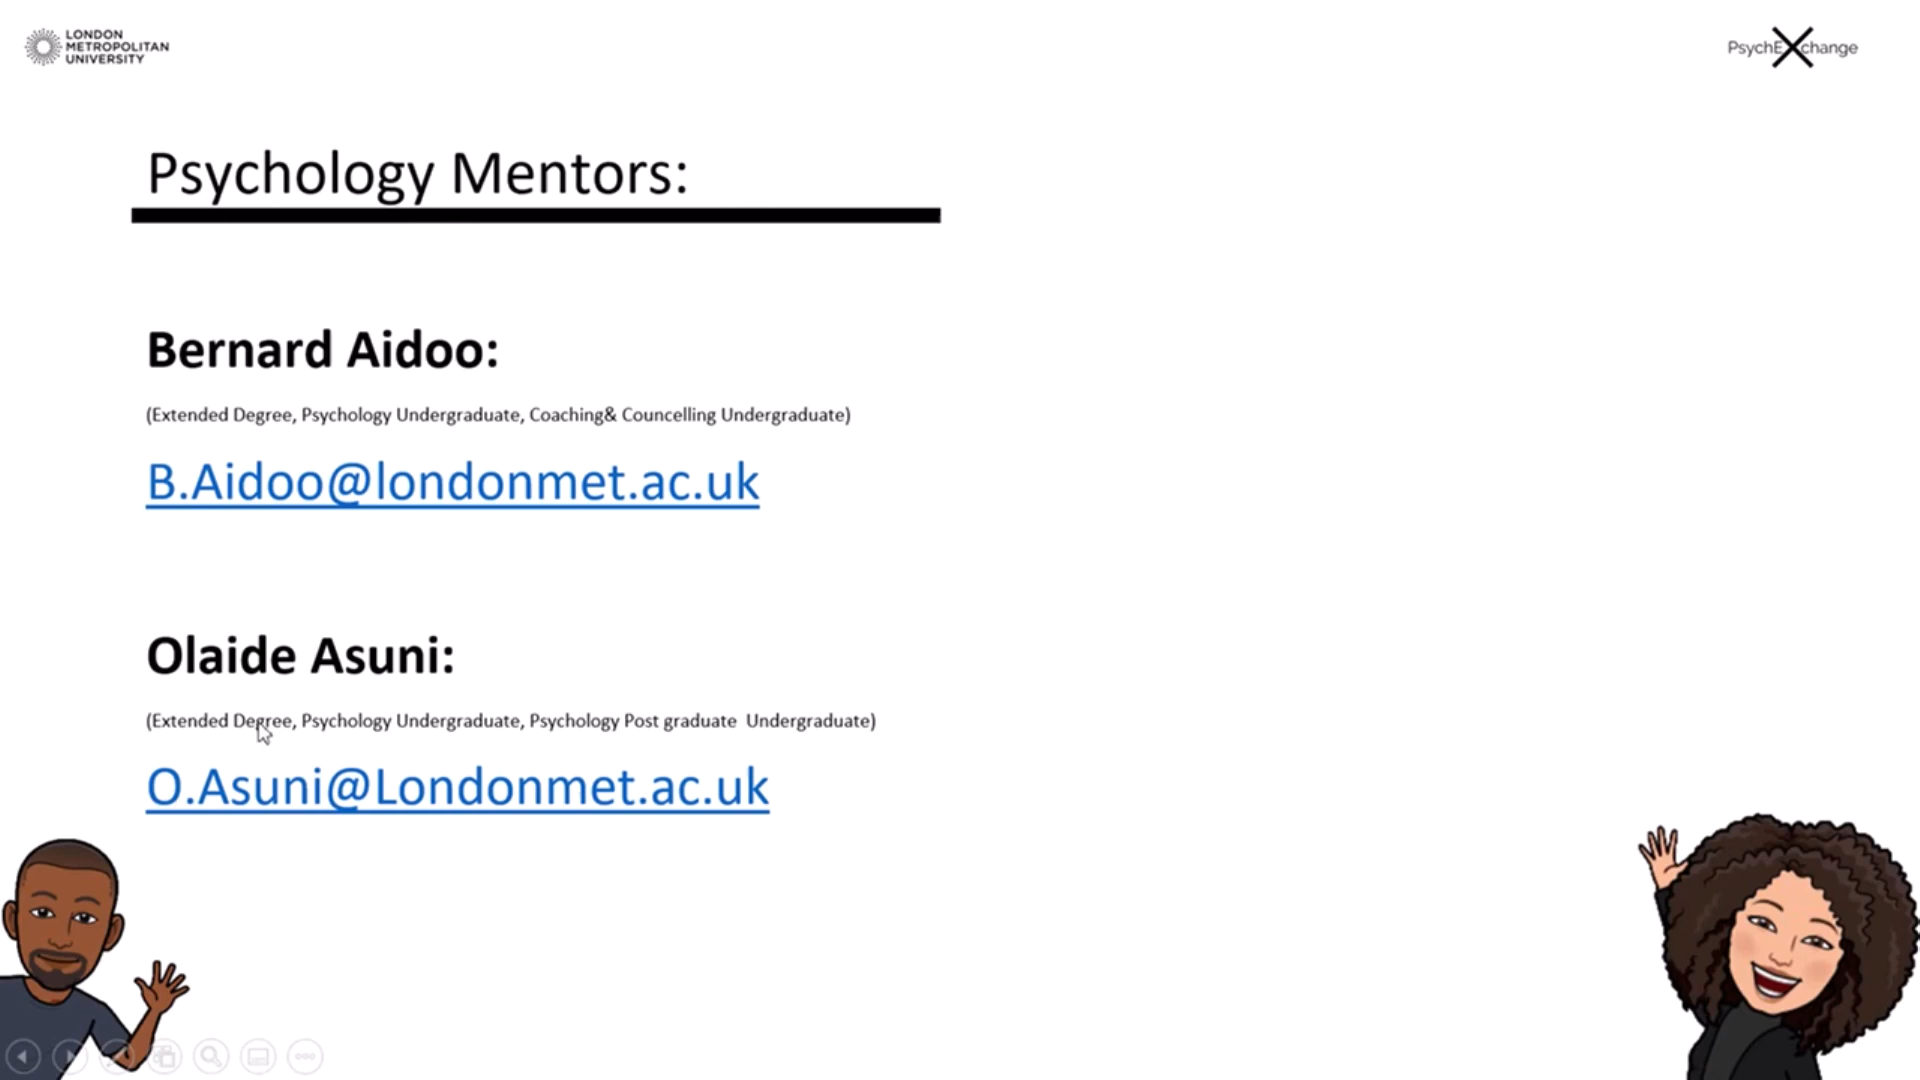 LONDON
METROPOLITAN
UNIVERSITY
PsychExchange
Psychology Mentors:
Bernard Aidoo:
(Extended Degree, Psychology Undergraduate, Coaching& Councelling Undergraduate)
B.Aidoo@londonmet.ac.uk
Olaide Asuni:
(Extended Degree, Psychology Undergraduate, Psychology Post graduate  Undergraduate)
O.Asuni@Londonmet.ac.uk